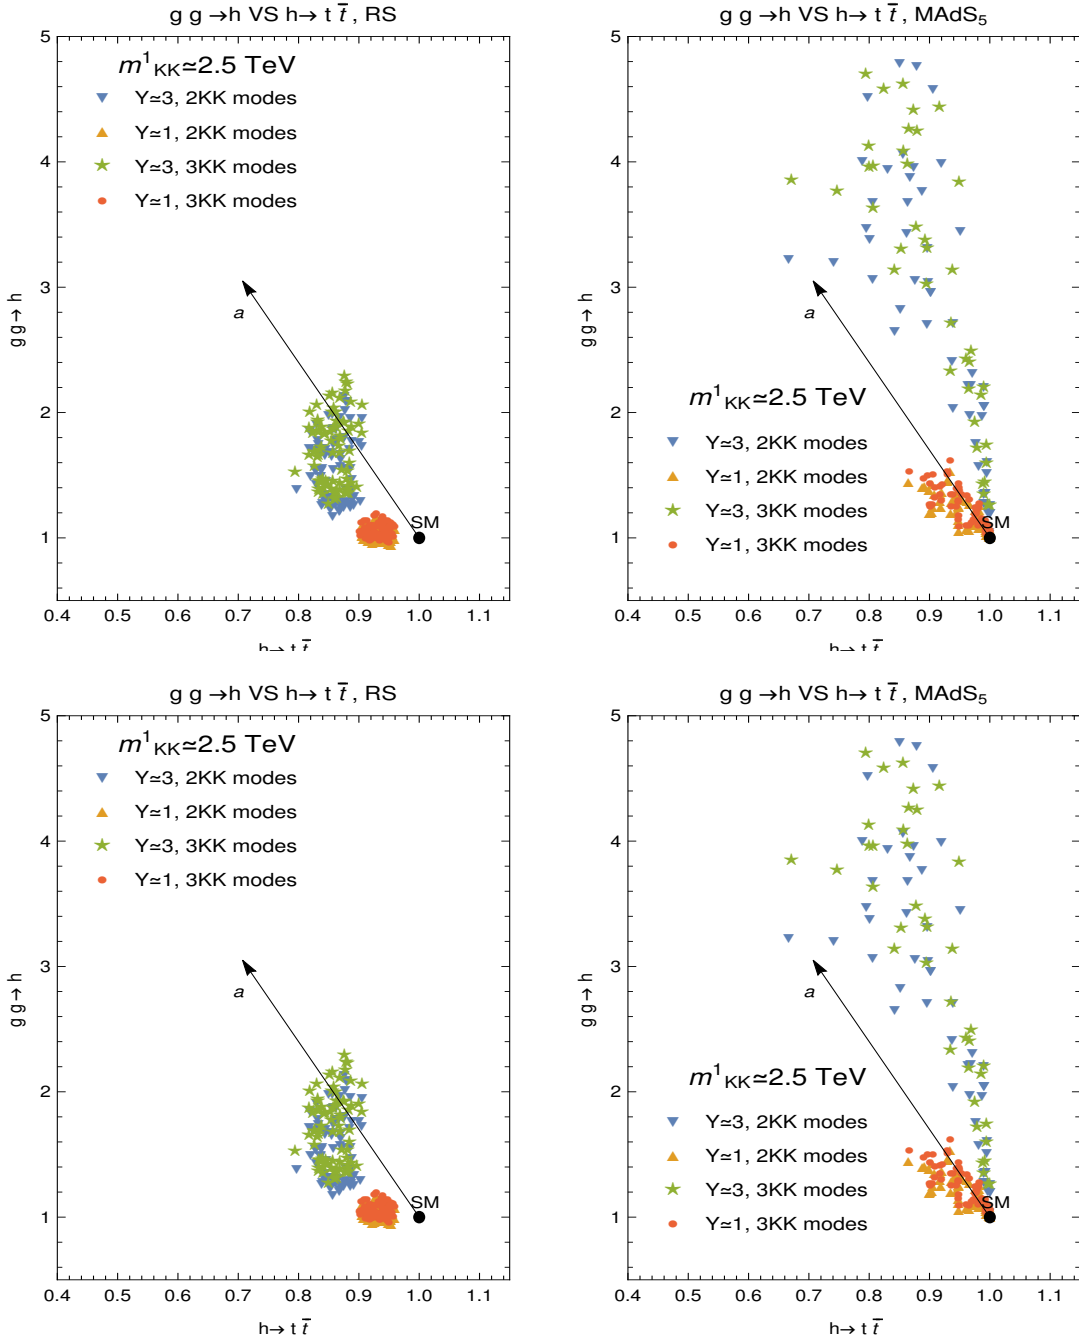 g g →h VS h→ t t̄ , RS
m¹KK≃2.5 TeV
Y≃3, 2KK modes
Y≃1, 2KK modes
Y≃3, 3KK modes
Y≃1, 3KK modes
a
SM
g g → h
5
4
3
2
1
0.4 0.5 0.6 0.7 0.8 0.9 1.0 1.1
h→ t t̄
g g →h VS h→ t t̄ , MAdS₅
m¹KK≃2.5 TeV
Y≃3, 2KK modes
Y≃1, 2KK modes
Y≃3, 3KK modes
Y≃1, 3KK modes
a
SM
g g → h
5
4
3
2
1
0.4 0.5 0.6 0.7 0.8 0.9 1.0 1.1
h→ t t̄
g g →h VS h→ t t̄ , RS
m¹KK≃2.5 TeV
Y≃3, 2KK modes
Y≃1, 2KK modes
Y≃3, 3KK modes
Y≃1, 3KK modes
a
SM
g g → h
5
4
3
2
1
0.4 0.5 0.6 0.7 0.8 0.9 1.0 1.1
h→ t t̄
g g →h VS h→ t t̄ , MAdS₅
m¹KK≃2.5 TeV
Y≃3, 2KK modes
Y≃1, 2KK modes
Y≃3, 3KK modes
Y≃1, 3KK modes
a
SM
g g → h
5
4
3
2
1
0.4 0.5 0.6 0.7 0.8 0.9 1.0 1.1
h→ t t̄